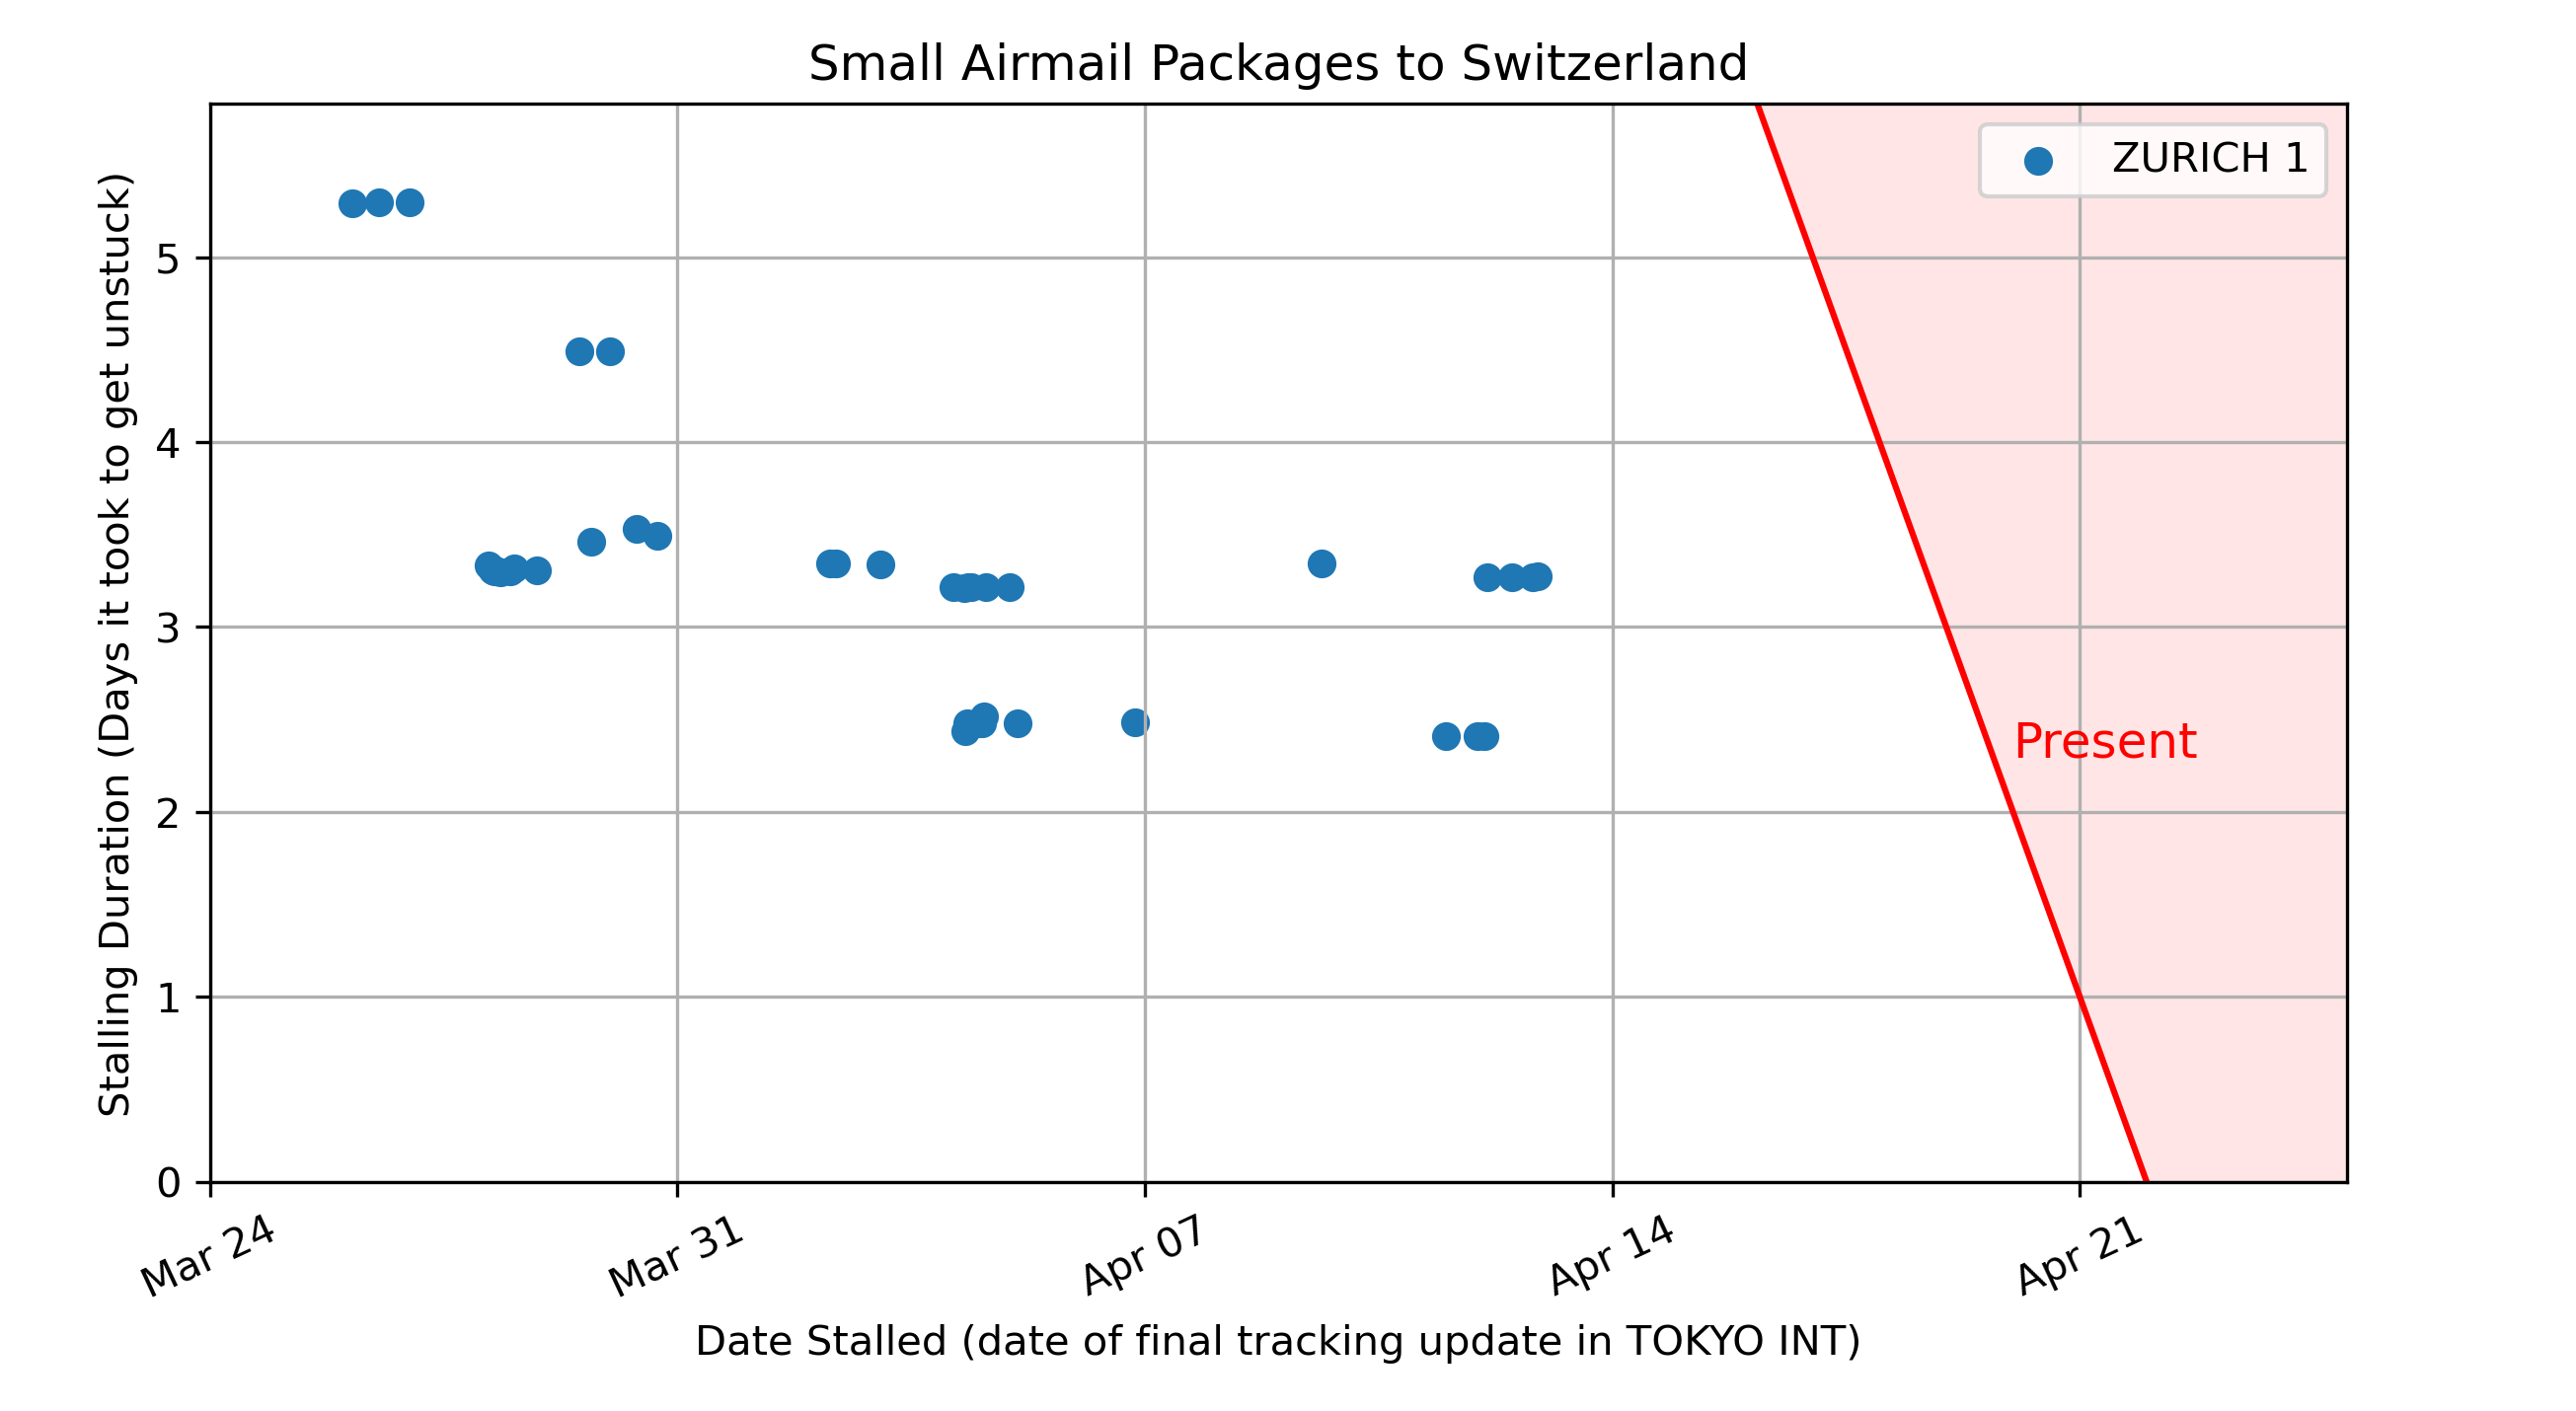 Small Airmail Packages to Switzerland
Stalling Duration (Days it took to get unstuck)
5
4
3
2
1
0
ZURICH 1
Present
Mar 24
Mar 31
Apr 07
Apr 14
Apr 21
Date Stalled (date of final tracking update in TOKYO INT)